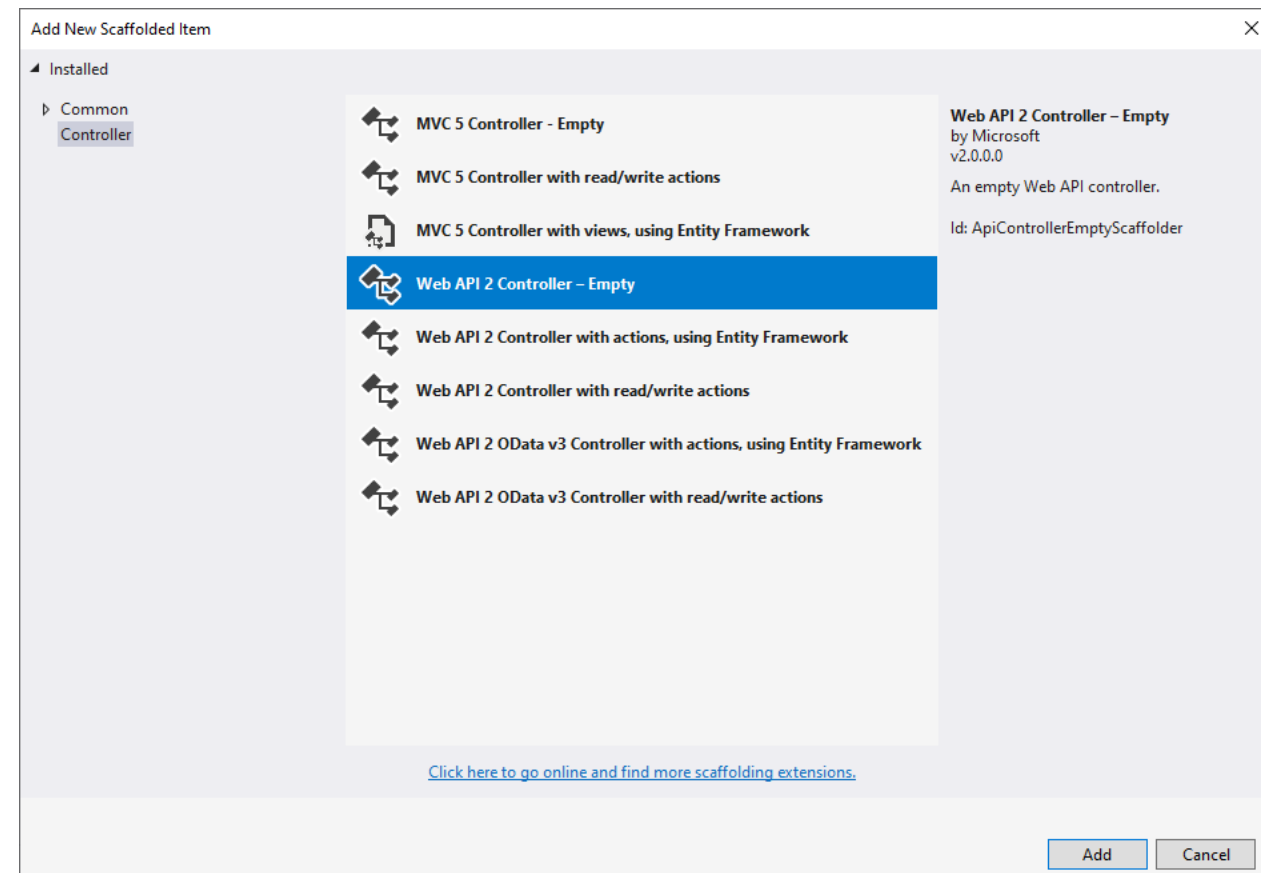 Add New Scaffolded Item
Installed
Common
Controller
MVC 5 Controller - Empty
MVC 5 Controller with read/write actions
MVC 5 Controller with views, using Entity Framework
Web API 2 Controller – Empty
Web API 2 Controller with actions, using Entity Framework
Web API 2 Controller with read/write actions
Web API 2 OData v3 Controller with actions, using Entity Framework
Web API 2 OData v3 Controller with read/write actions
Click here to go online and find more scaffolding extensions.
Web API 2 Controller – Empty
by Microsoft
v2.0.0.0
An empty Web API controller.
Id: ApiControllerEmptyScaffolder
Add
Cancel